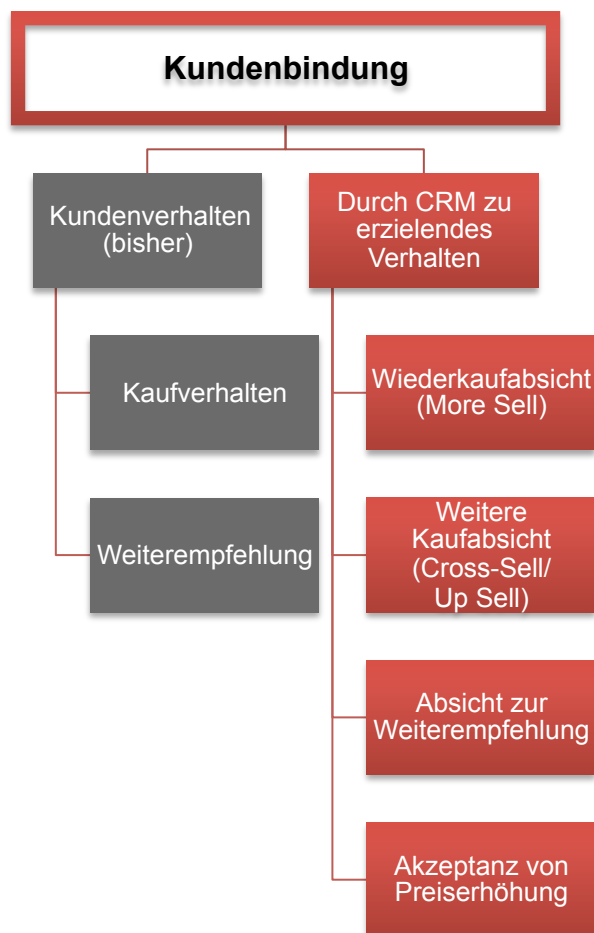 Kundenbindung
Kundenverhalten
(bisher)
Kaufverhalten
Weiterempfehlung
Durch CRM zu
erzielendes
Verhalten
Wiederkaufabsicht
(More Sell)
Weitere
Kaufabsicht
(Cross-Sell/
Up Sell)
Absicht zur
Weiterempfehlung
Akzeptanz von
Preiserhöhung